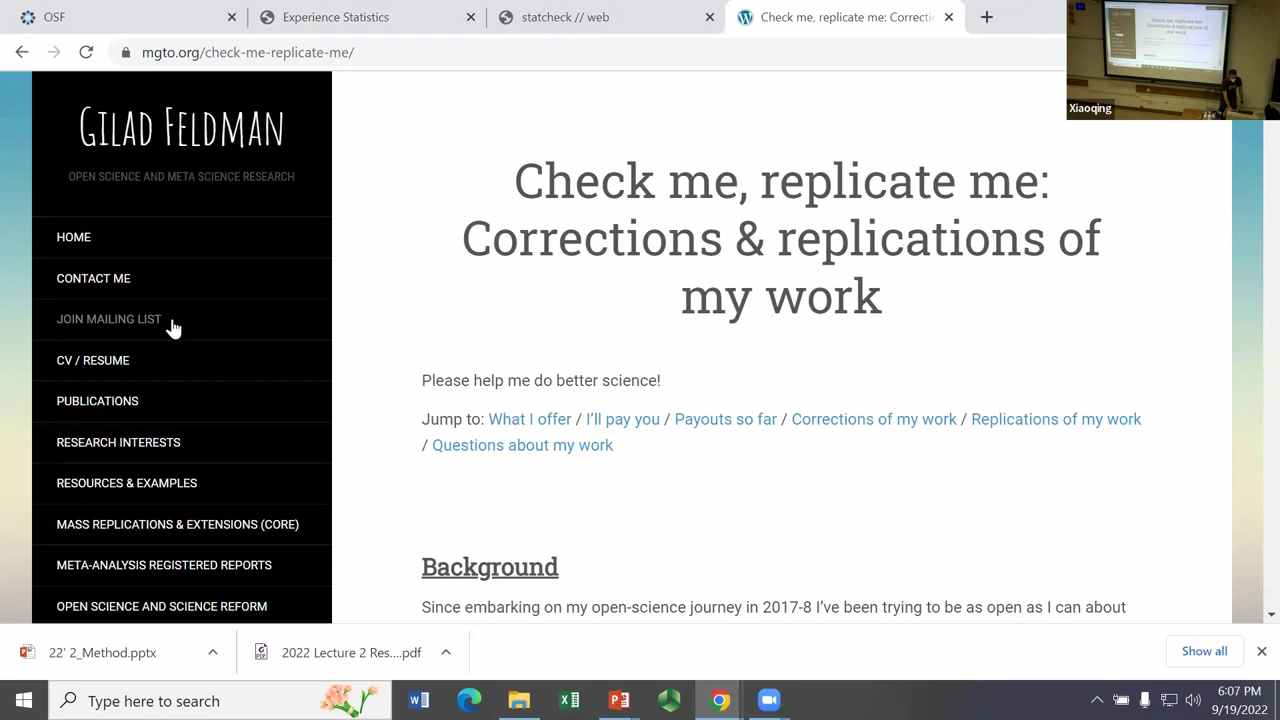 OSF
Experience Statistics
statcheck // web
Check me, replicate me: Correcti
mgto.org/check-me-replicate-me/
Xiaoqing
GILAD FELDMAN
OPEN SCIENCE AND META SCIENCE RESEARCH
HOME
CONTACT ME
JOIN MAILING LIST
CV / RESUME
PUBLICATIONS
RESEARCH INTERESTS
RESOURCES & EXAMPLES
MASS REPLICATIONS & EXTENSIONS (CORE)
META-ANALYSIS REGISTERED REPORTS
OPEN SCIENCE AND SCIENCE REFORM
Check me, replicate me:
Corrections & replications of
my work
Please help me do better science!
Jump to: What I offer / I'll pay you / Payouts so far / Corrections of my work / Replications of my work
/ Questions about my work
Background
Since embarking on my open-science journey in 2017-8 I've been trying to be as open as I can about
22' 2_Method.pptx
2022 Lecture 2 Res....pdf
Show all
Type here to search
6:07 PM
9/19/2022